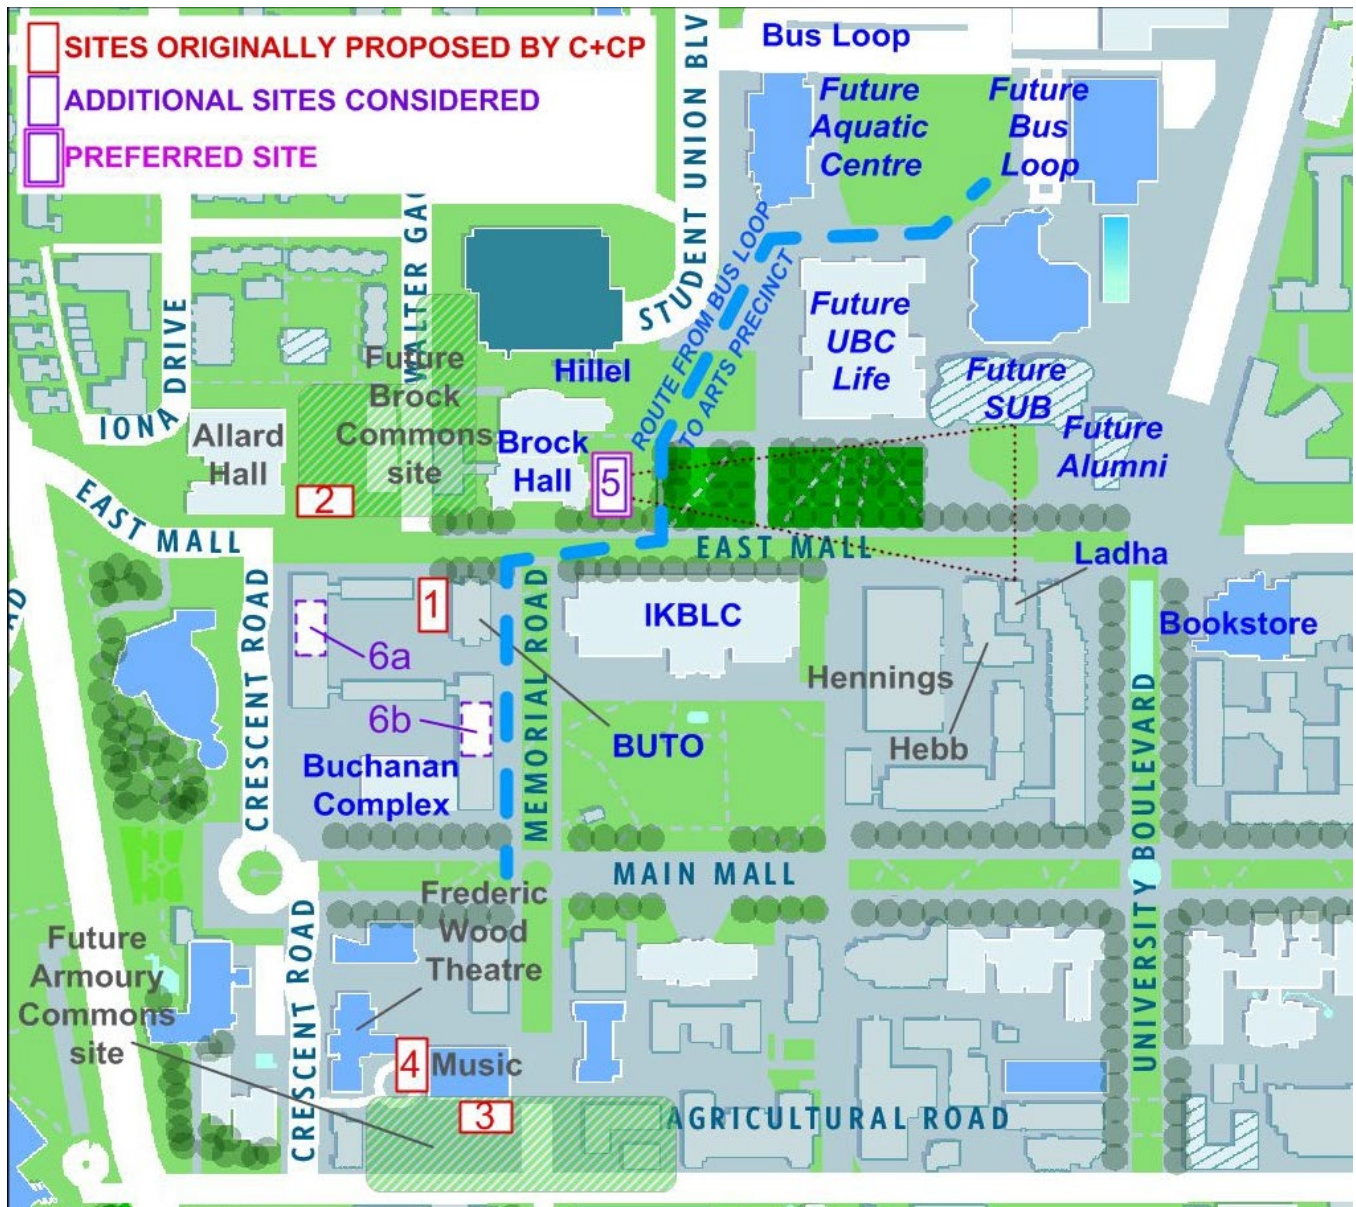 SITES ORIGINALLY PROPOSED BY C+CP
ADDITIONAL SITES CONSIDERED
PREFERRED SITE
Bus Loop
Future
Aquatic
Centre
Future
Bus
Loop
STUDENT UNION BLV
WALTER GAG
IONA DRIVE
ROUTE FROM BUS LOOP
TO ARTS PRECINCT
Hillel
Future
UBC
Life
Future
SUB
Future
Alumni
Future
Brock
Commons
site
Allard
Hall
Brock
Hall
2
5
EAST MALL
EAST MALL
Ladha
CRESCENT ROAD
1
6a
6b
MEMORIAL ROAD
IKBLC
Hennings
Hebb
Bookstore
BUTO
Buchanan
Complex
UNIVERSITY BOULEVARD
MAIN MALL
Frederic
Wood
Theatre
Future
Armoury
Commons
site
CRESCENT ROAD
4
Music
3
AGRICULTURAL ROAD